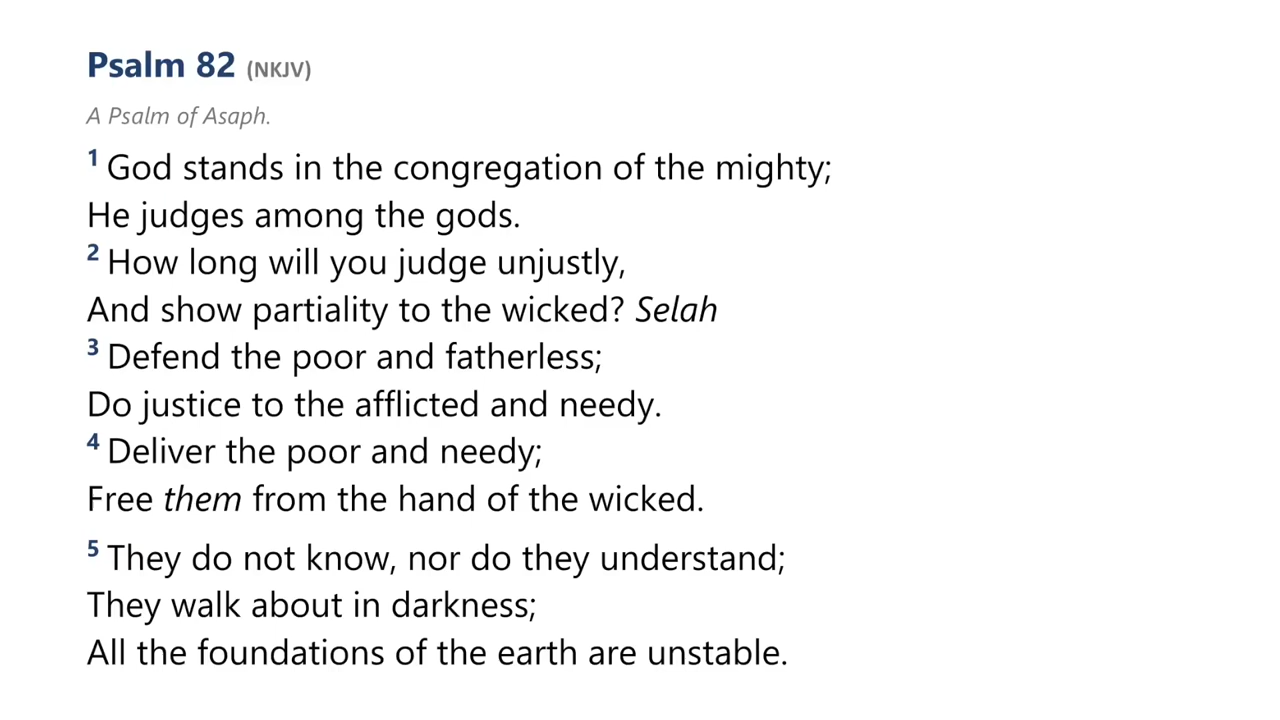 Psalm 82 (NKJV)
A Psalm of Asaph.
1 God stands in the congregation of the mighty;
He judges among the gods.
2 How long will you judge unjustly,
And show partiality to the wicked? Selah
3 Defend the poor and fatherless;
Do justice to the afflicted and needy.
4 Deliver the poor and needy;
Free them from the hand of the wicked.
5 They do not know, nor do they understand;
They walk about in darkness;
All the foundations of the earth are unstable.